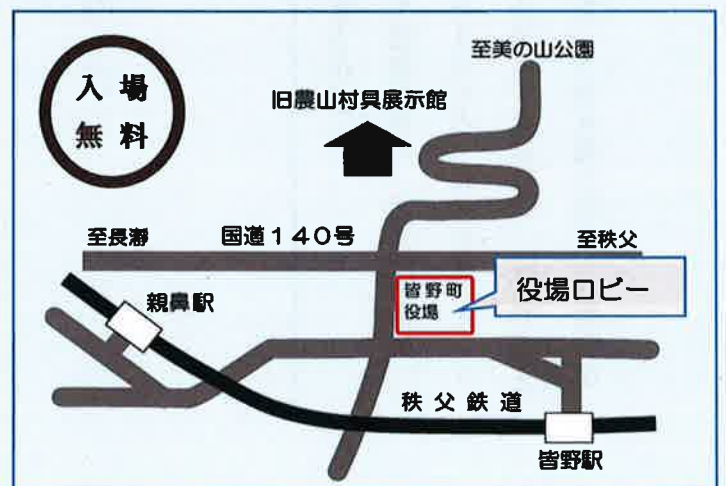 至美の山公園
入場
無料
旧農山村具展示館
至長瀞
国道140号
至秩父
皆野町
役場
役場ロビー
親鼻駅
秩父鉄道
皆野駅